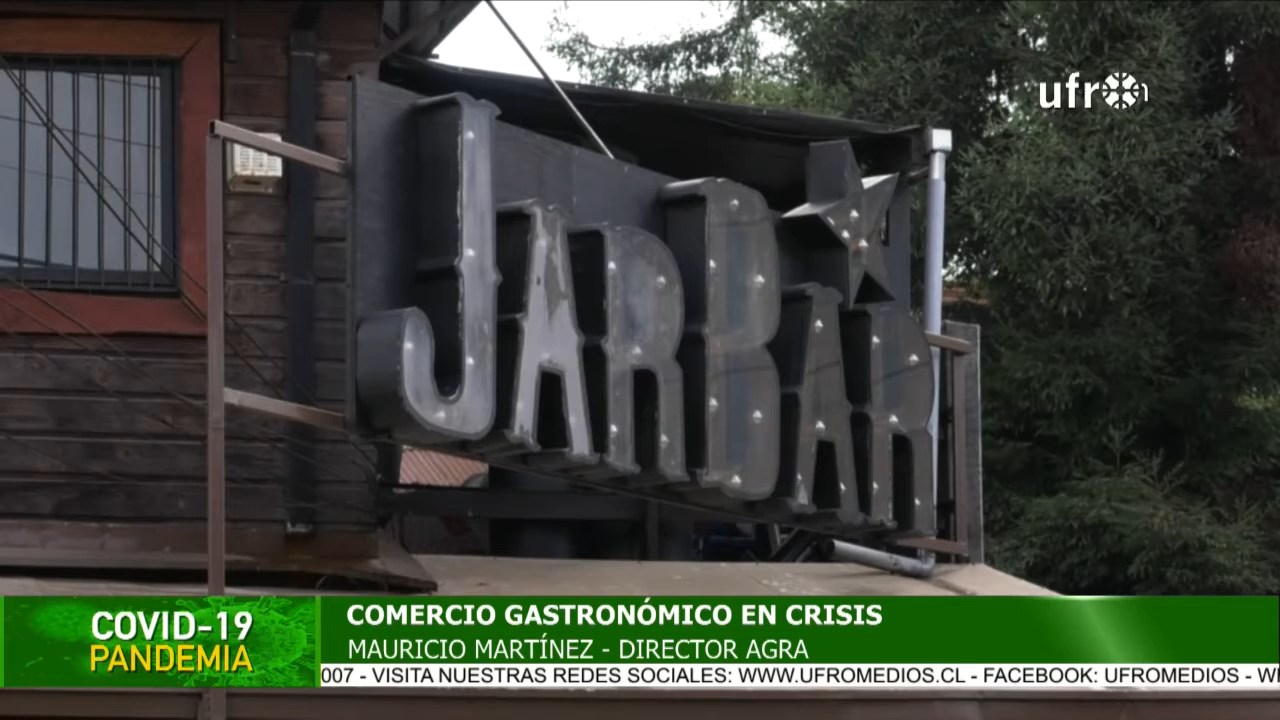 ufro
JARBAR
COVID-19
PANDEMIA
COMERCIO GASTRONÓMICO EN CRISIS
MAURICIO MARTÍNEZ - DIRECTOR AGRA
007 - VISITA NUESTRAS REDES SOCIALES: WWW.UFROMEDIOS.CL - FACEBOOK: UFROMEDIOS -